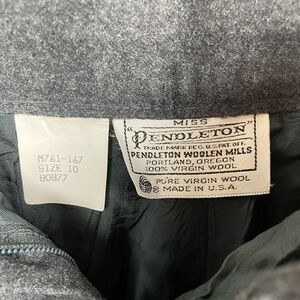 M761-167
SIZE 10
80877
MISS
"PENDLETON"
TRADE MARK REG. U.S. PAT. OFF.
PENDLETON WOOLEN MILLS
PORTLAND, OREGON
100% VIRGIN WOOL
PURE VIRGIN WOOL
MADE IN U.S.A.